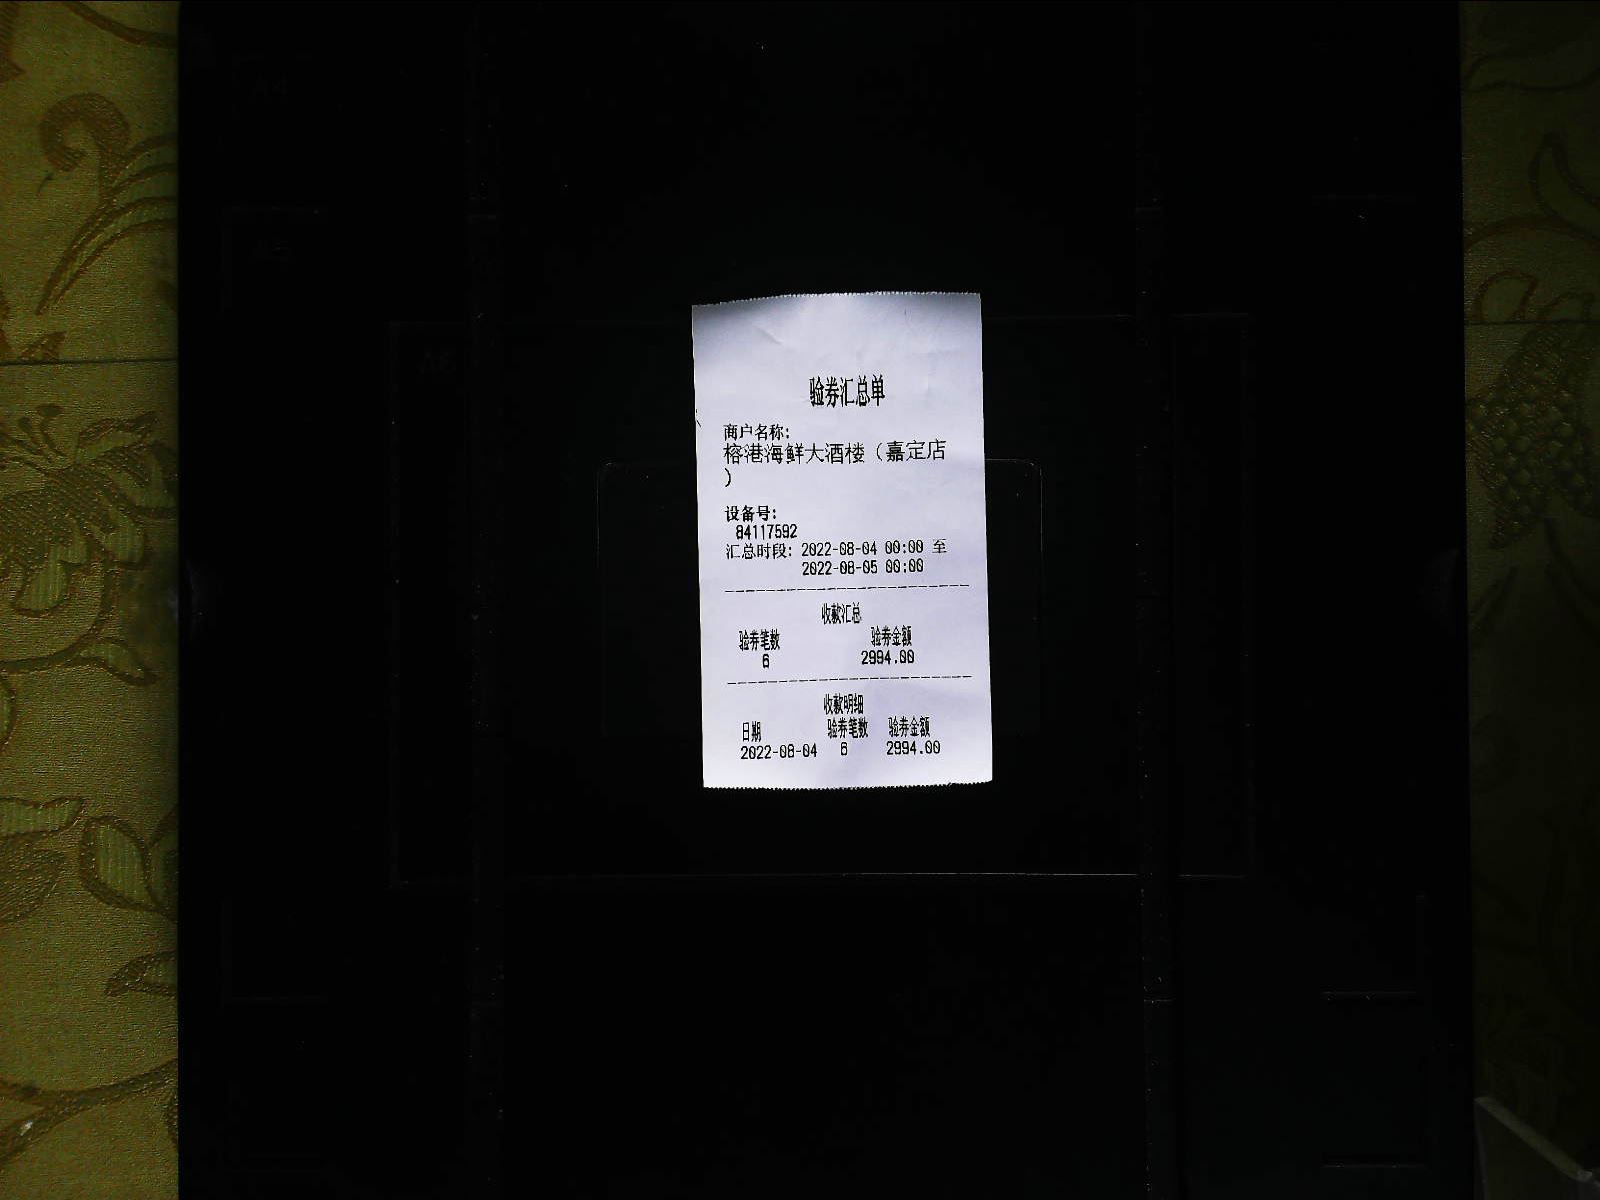 验券汇总单
商户名称:
榕港海鲜大酒楼（嘉定店
）
设备号:
84117592
汇总时段: 2022-08-04 00:00 至
2022-08-05 00:00
收款汇总
验券笔数 验券金额
6 2994.00
收款明细
日期 验券笔数 验券金额
2022-08-04 6 2994.00